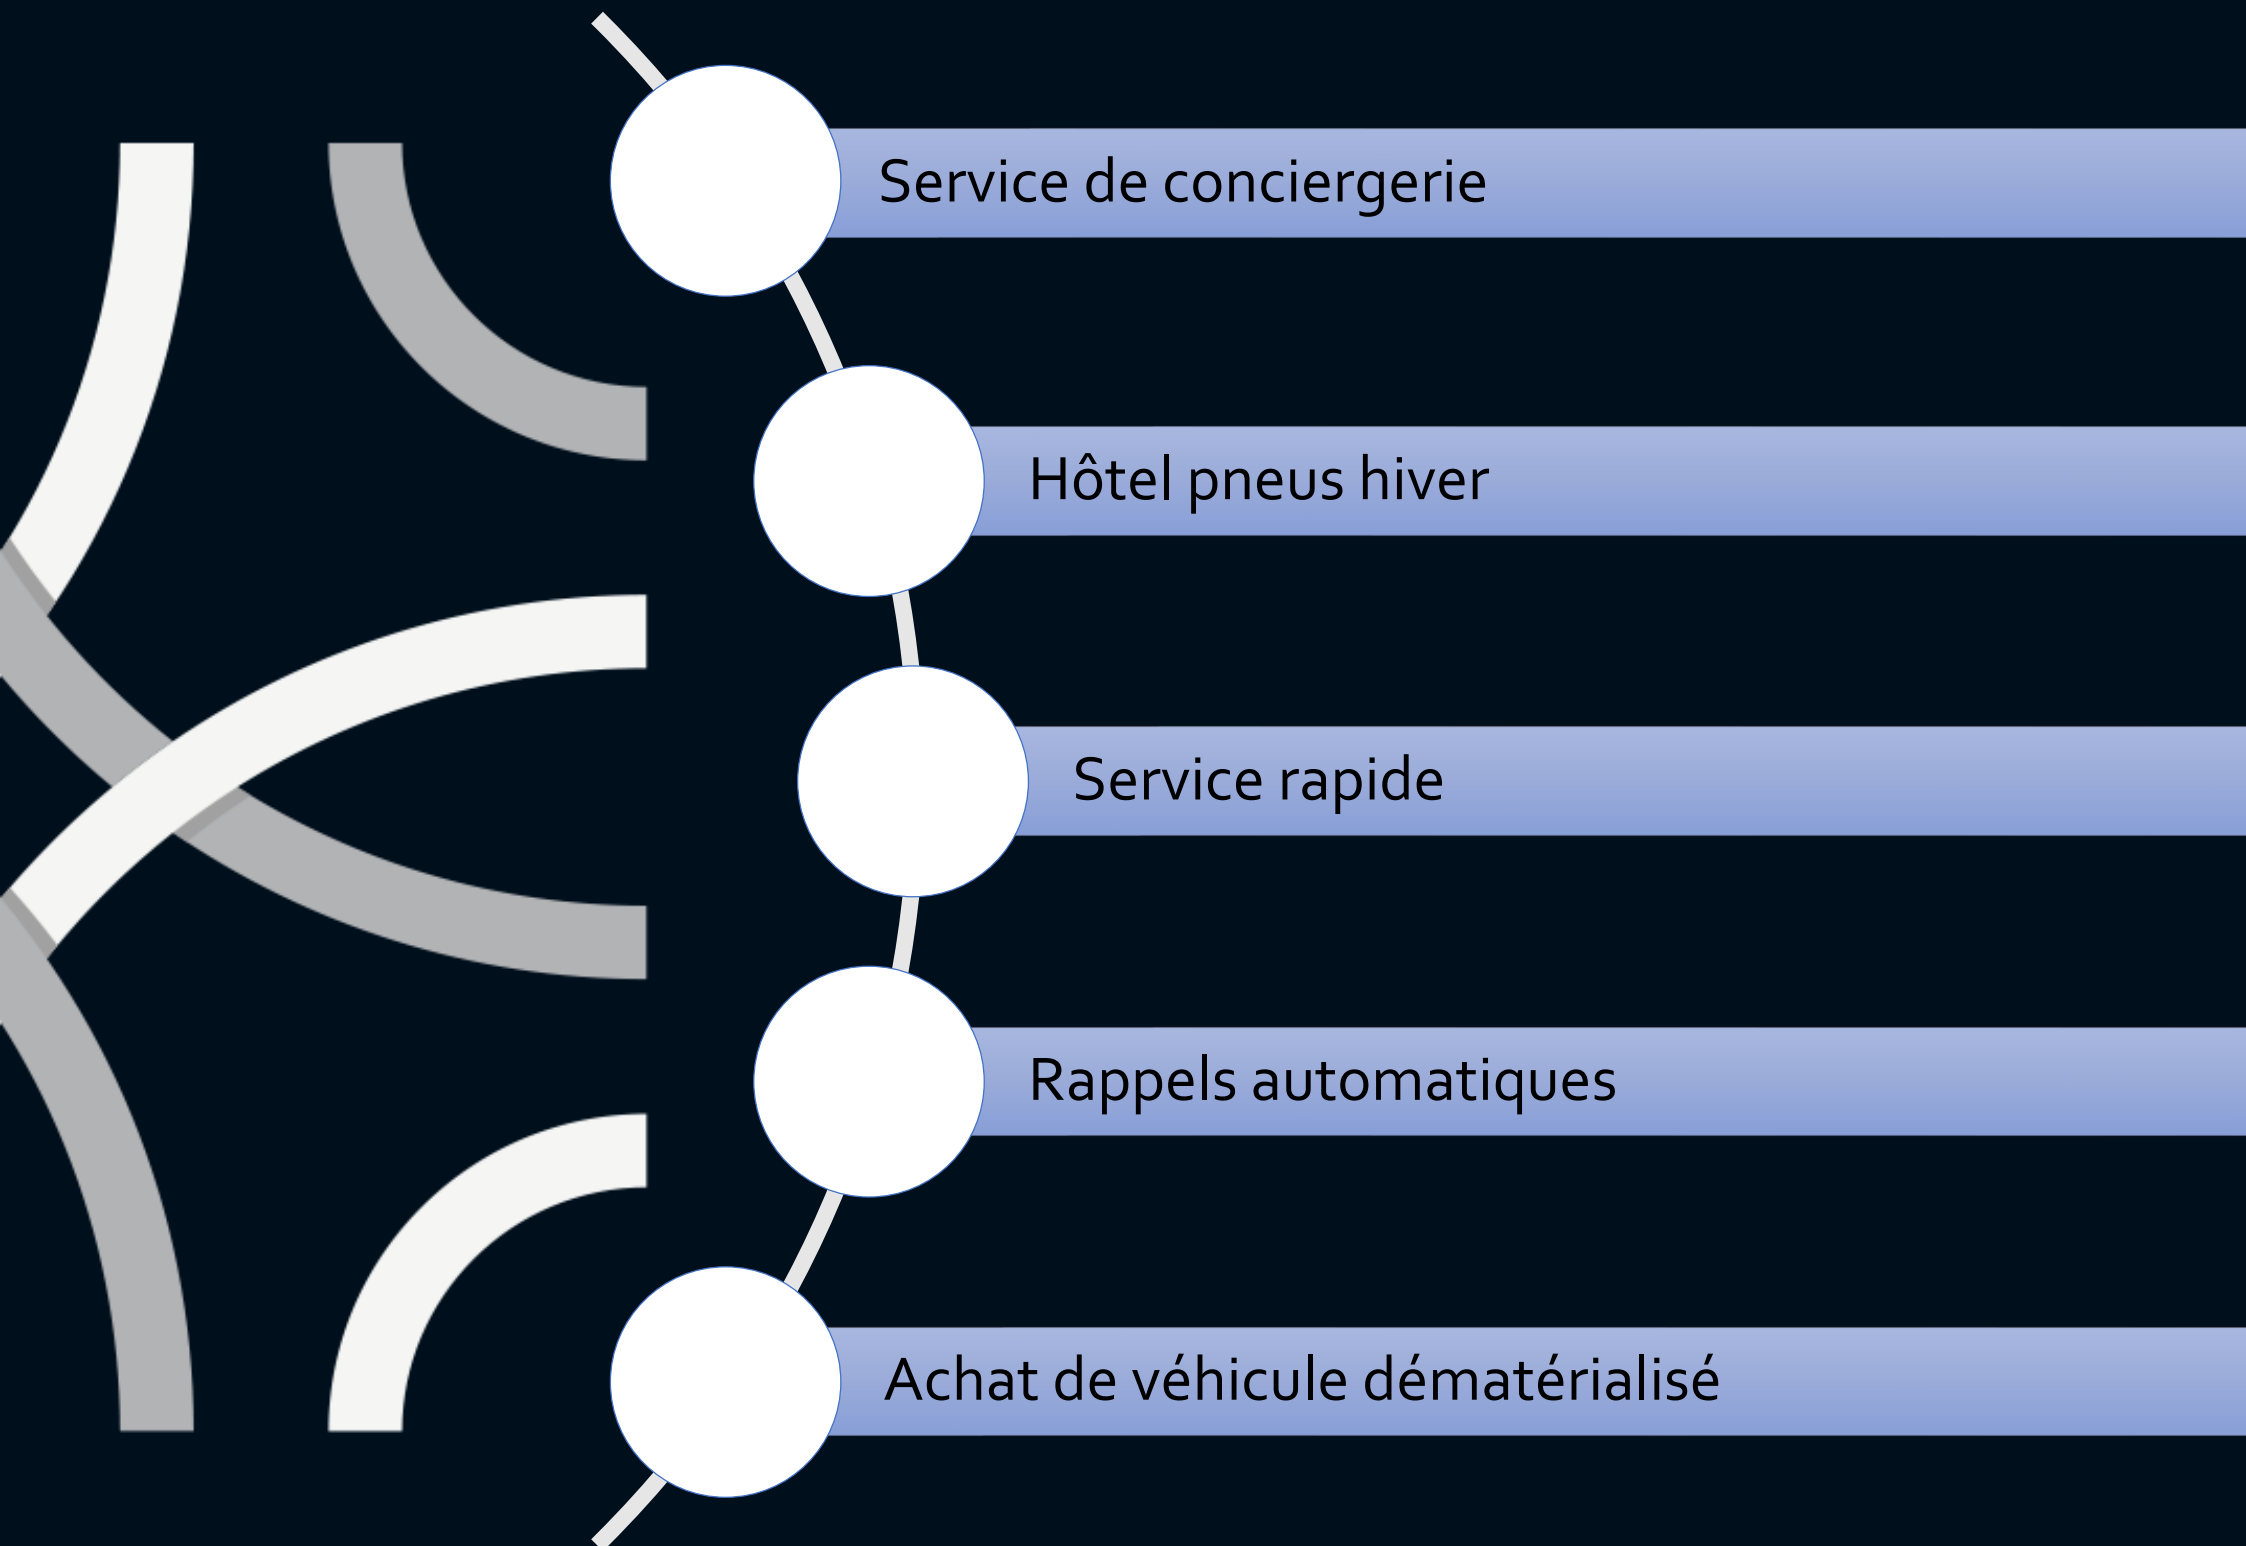 Service de conciergerie
Hôtel pneus hiver
Service rapide
Rappels automatiques
Achat de véhicule dématérialisé